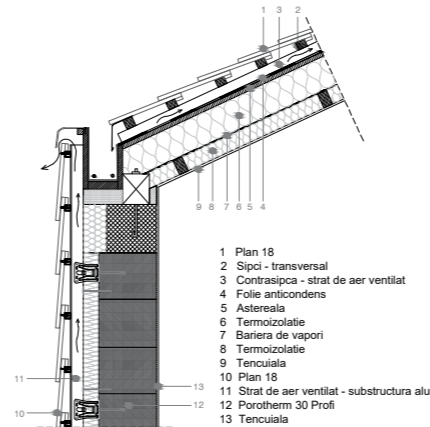 1 2 3
9 8 7 6 5 4
1 Plan 18
2 Sipci - transversal
3 Contrasipca - strat de aer ventilat
4 Folie anticondens
5 Astereala
6 Termoizolatie
7 Bariera de vapori
8 Termoizolatie
9 Tencuiala
10 Plan 18
11 Strat de aer ventilat - substructura alu
12 Porotherm 30 Profi
13 Tencuiala
11 13
10 12